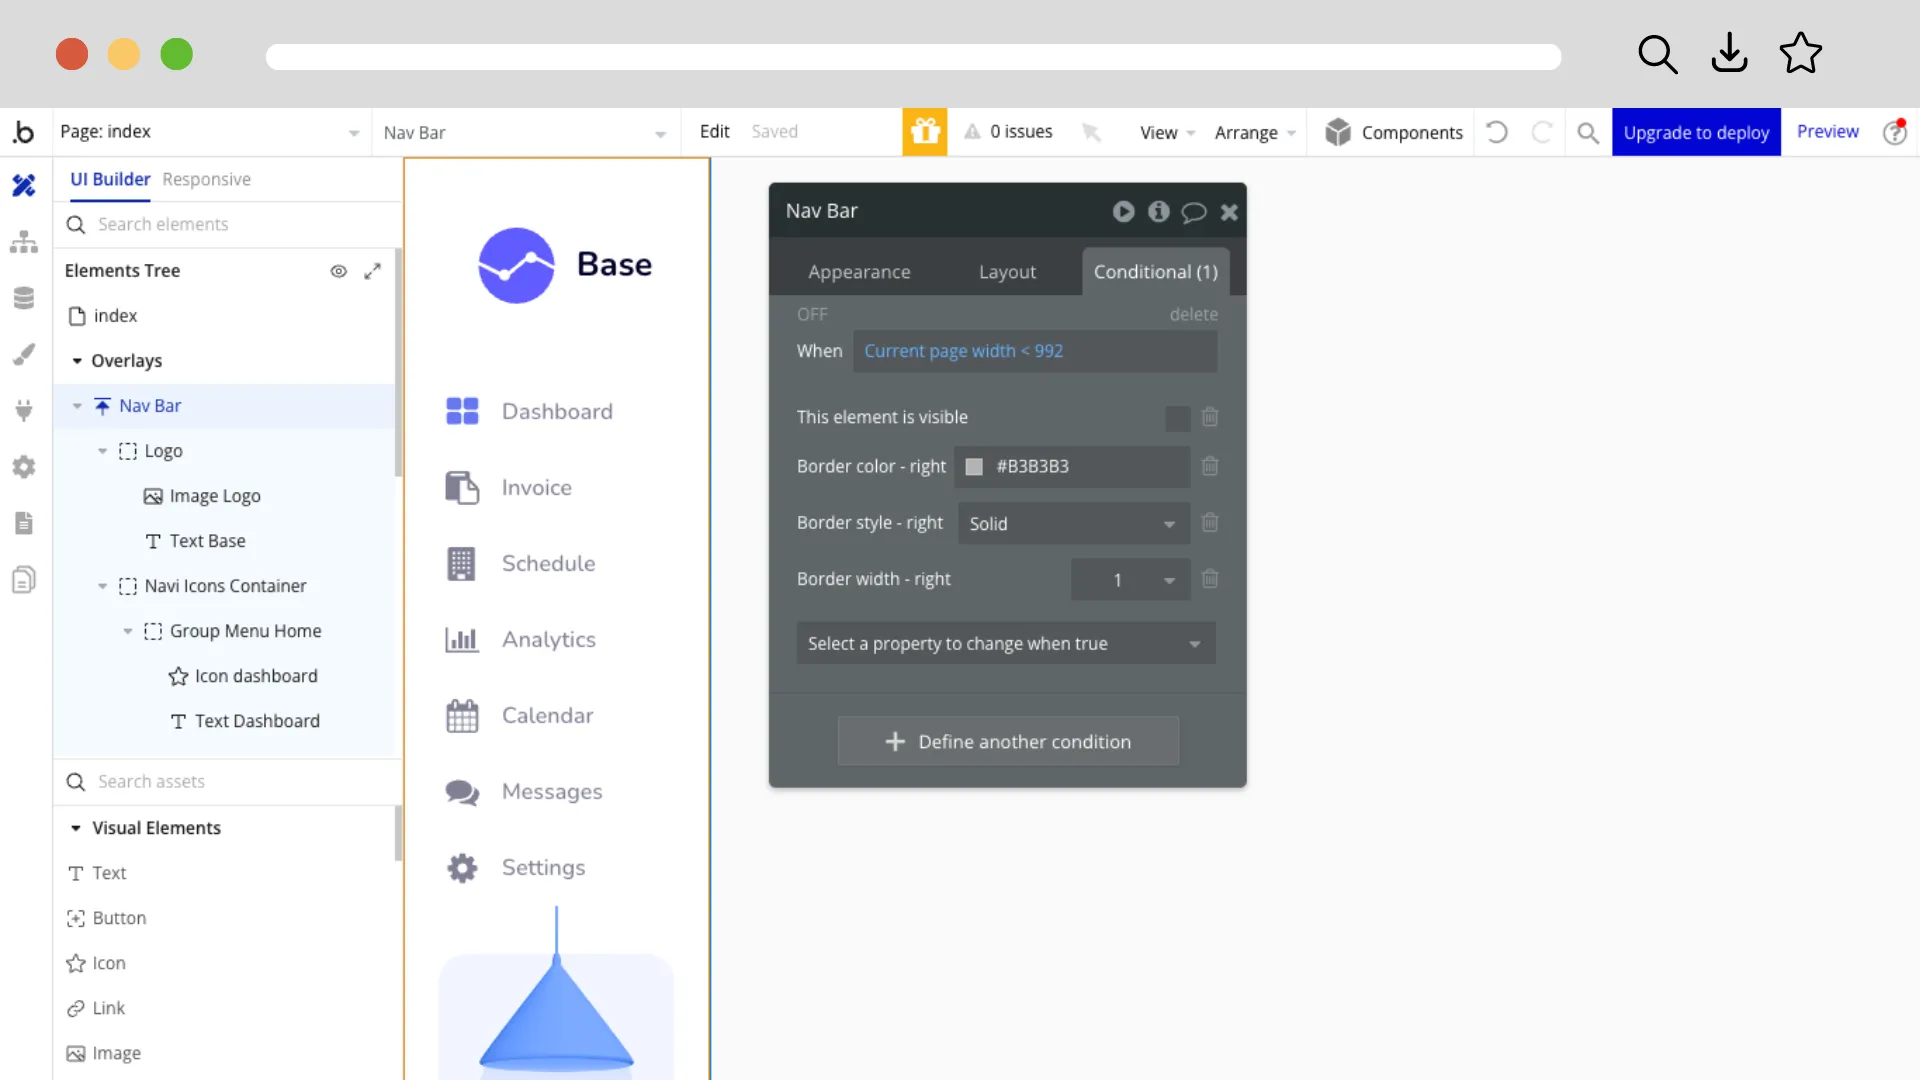 b Page: index Nav Bar Edit Saved 0 issues View Arrange Components Upgrade to deploy Preview
UI Builder Responsive
Search elements
Elements Tree
index
Overlays
Nav Bar
Logo
Image Logo
Text Base
Navi Icons Container
Group Menu Home
Icon dashboard
Text Dashboard
Search assets
Visual Elements
Text
Button
Icon
Link
Image
Base
Dashboard
Invoice
Schedule
Analytics
Calendar
Messages
Settings
Nav Bar
Appearance Layout Conditional (1)
OFF delete
When Current page width < 992
This element is visible
Border color - right #B3B3B3
Border style - right Solid
Border width - right 1
Select a property to change when true
Define another condition